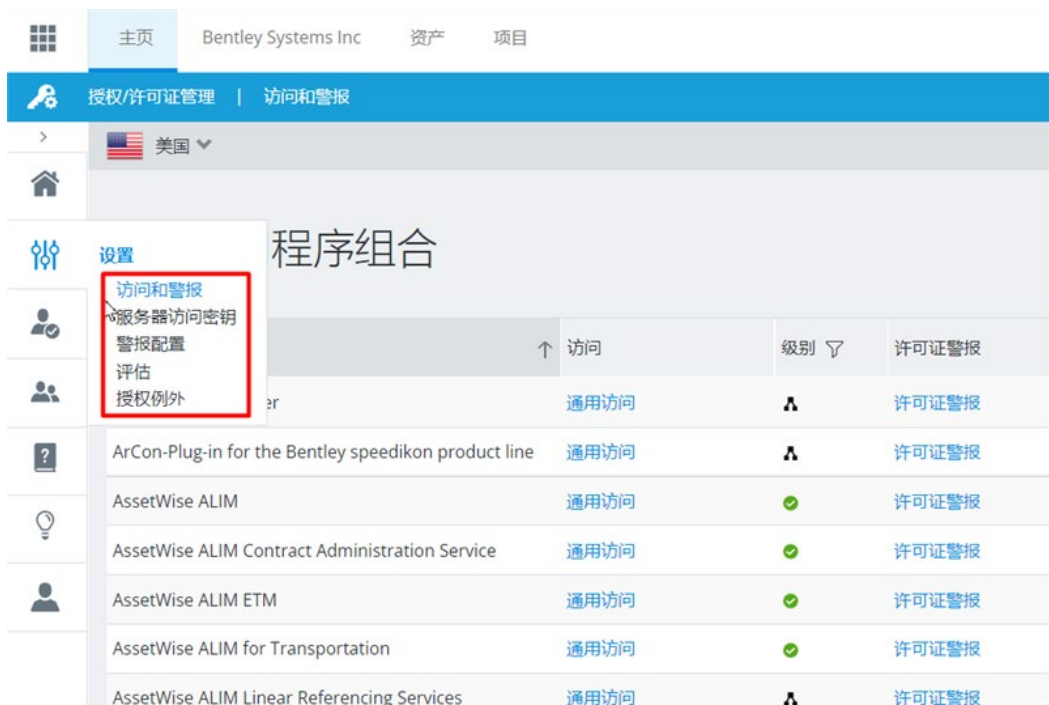 主页 Bentley Systems Inc 资产 项目
授权/许可证管理 | 访问和警报
美国
设置
程序组合
访问和警报
服务器访问密钥
警报配置
评估
授权例外
访问 级别 许可证警报
er 通用访问 许可证警报
ArCon-Plug-in for the Bentley speedikon product line 通用访问 许可证警报
AssetWise ALIM 通用访问 许可证警报
AssetWise ALIM Contract Administration Service 通用访问 许可证警报
AssetWise ALIM ETM 通用访问 许可证警报
AssetWise ALIM for Transportation 通用访问 许可证警报
AssetWise ALIM Linear Referencing Services 通用访问 许可证警报